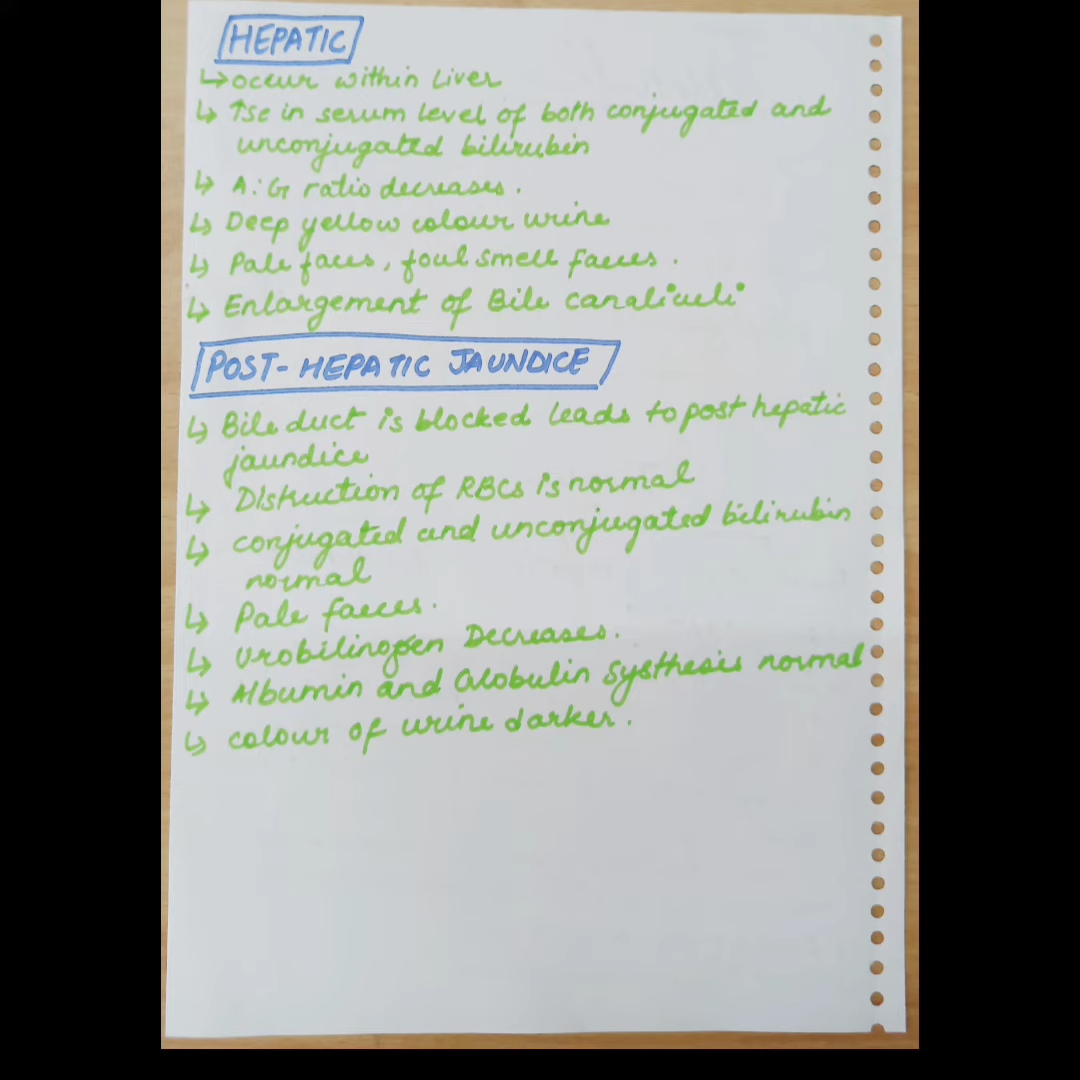 HEPATIC
↳ occur within liver
↳ ↑se in serum level of both conjugated and
unconjugated bilirubin
↳ A:G ratio decreases.
↳ Deep yellow colour urine
↳ Pale faces, foul smell faeces.
↳ Enlargement of Bile canaliculi
POST-HEPATIC JAUNDICE
↳ Bile duct is blocked leads to post hepatic
jaundice
↳ Distruction of RBCs is normal
↳ conjugated and unconjugated bilirubin
normal
↳ Pale faeces.
↳ Urobilinogen Decreases.
↳ Albumin and Globulin systhesis normal
↳ colour of urine darker.